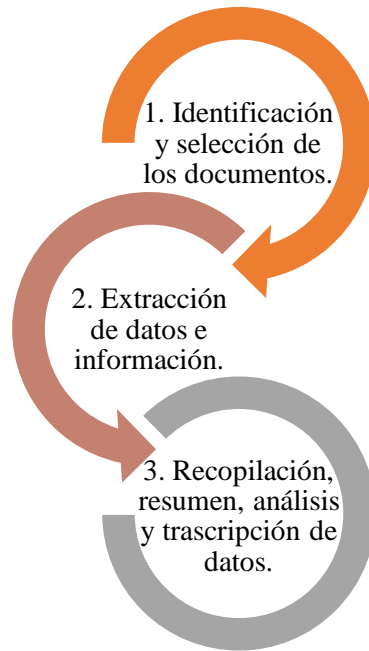 1. Identificación
y selección de
los documentos.
2. Extracción
de datos e
información.
3. Recopilación,
resumen, análisis
y trascripción de
datos.